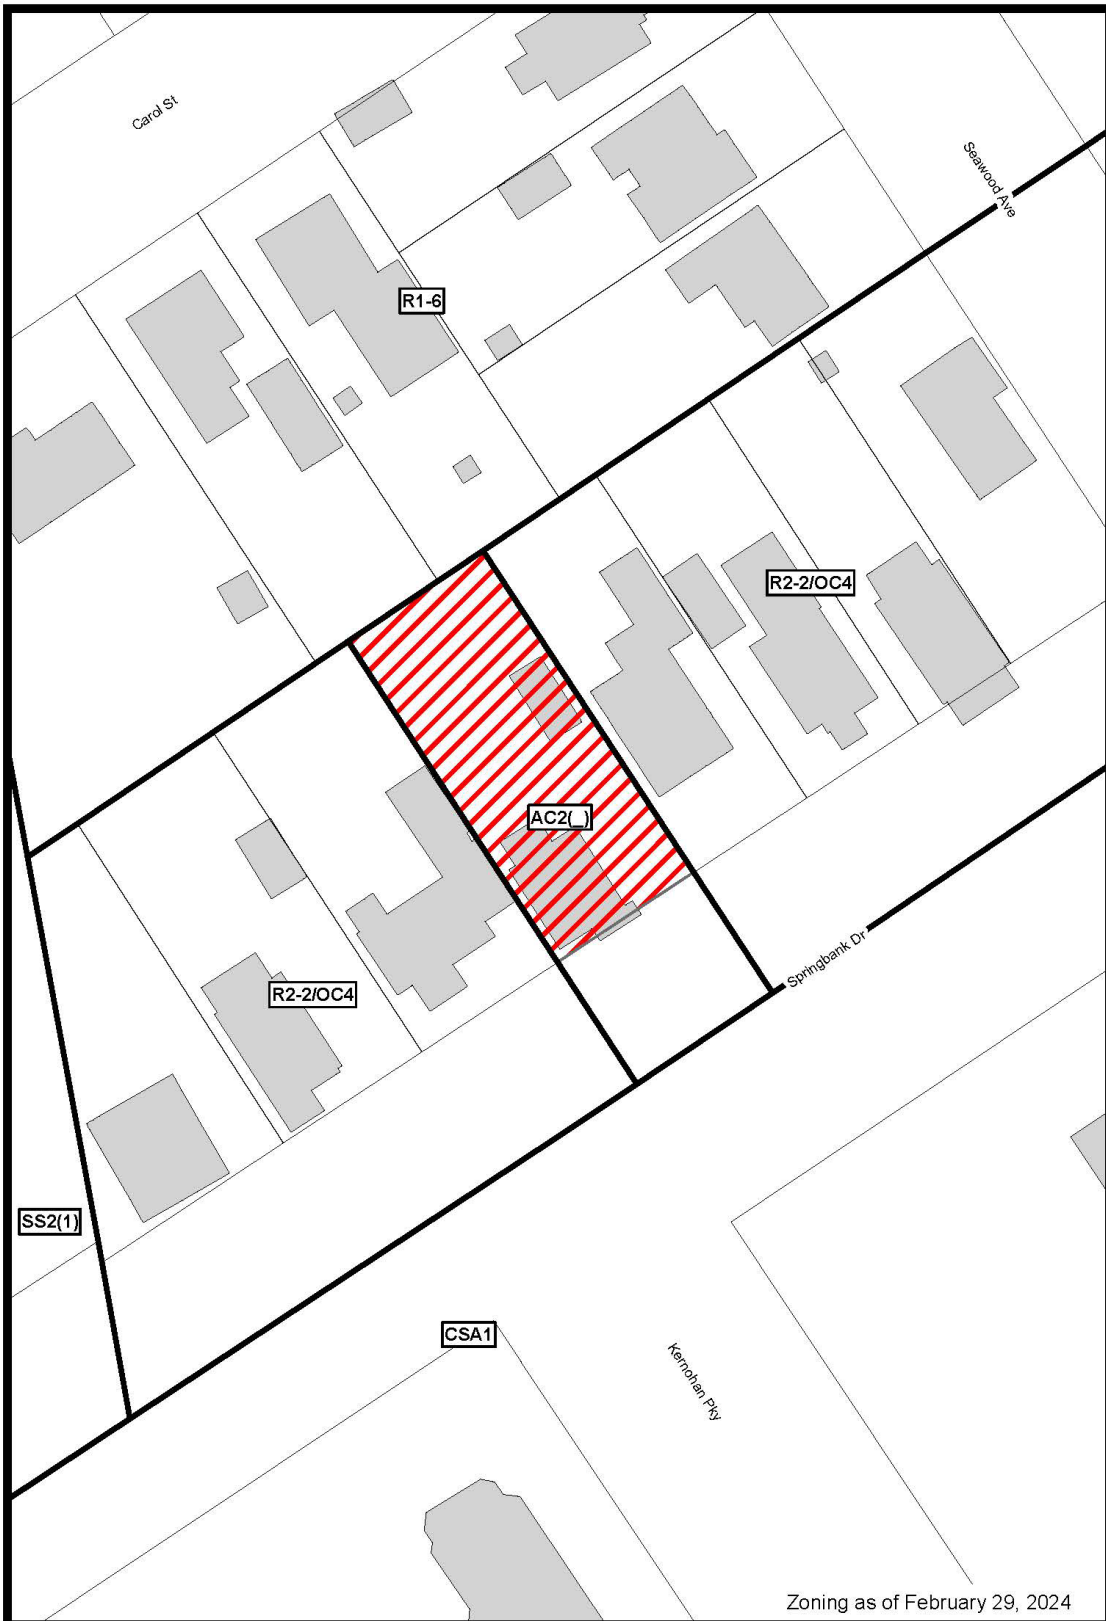 Carol St
Seawood Ave
R1-6
R2-2/OC4
AC2(_)
Springbank Dr
R2-2/OC4
SS2(1)
CSA1
Kernohan Pky
Zoning as of February 29, 2024